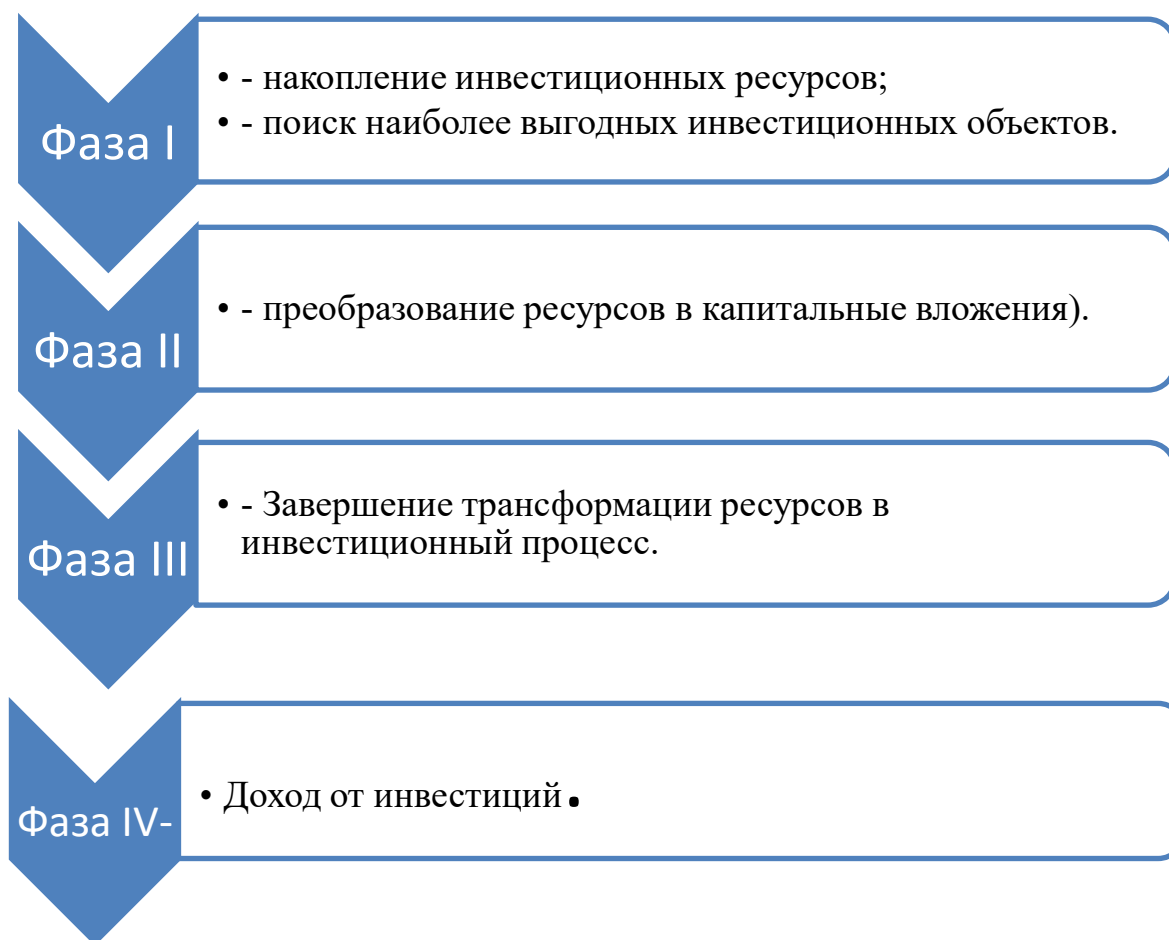 Фаза I
• - накопление инвестиционных ресурсов;
• - поиск наиболее выгодных инвестиционных объектов.
Фаза II
• - преобразование ресурсов в капитальные вложения).
Фаза III
• - Завершение трансформации ресурсов в
инвестиционный процесс.
Фаза IV-
• Доход от инвестиций.